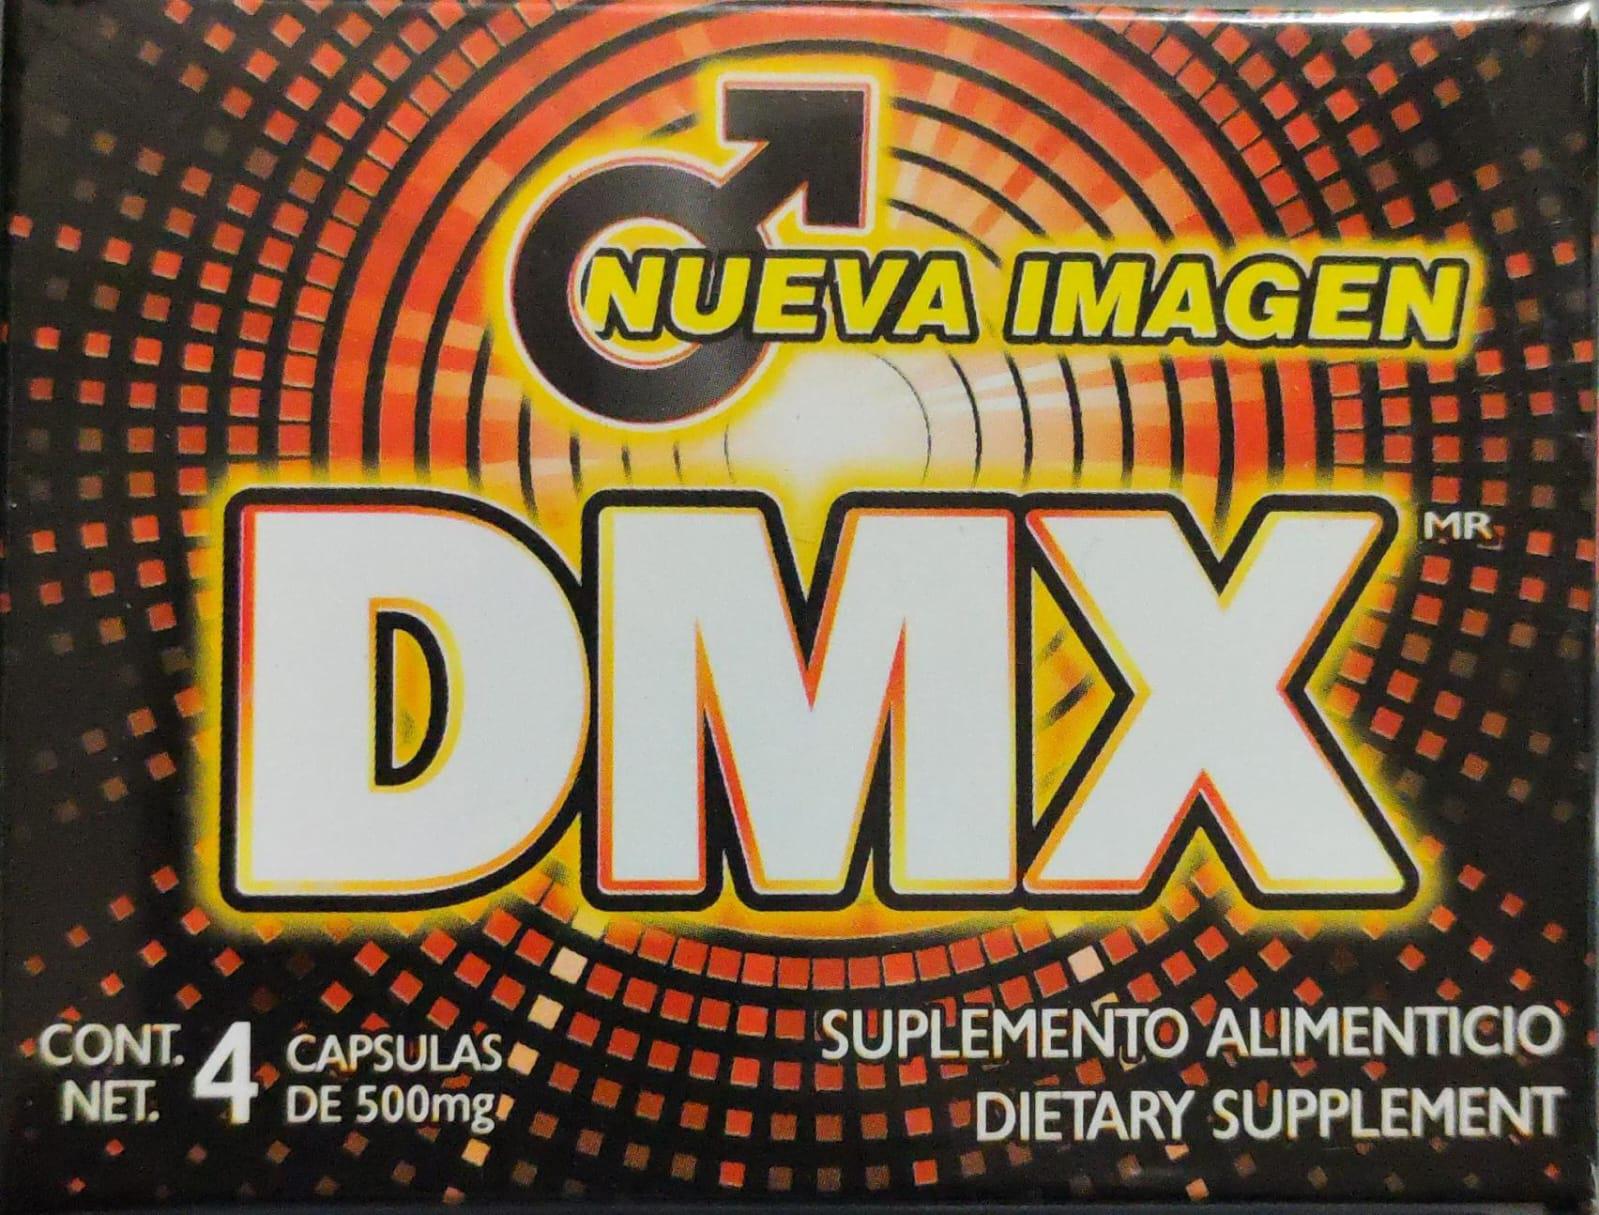 NUEVA IMAGEN
DMX MR
CONT. NET. 4 CAPSULAS DE 500mg
SUPLEMENTO ALIMENTICIO
DIETARY SUPPLEMENT